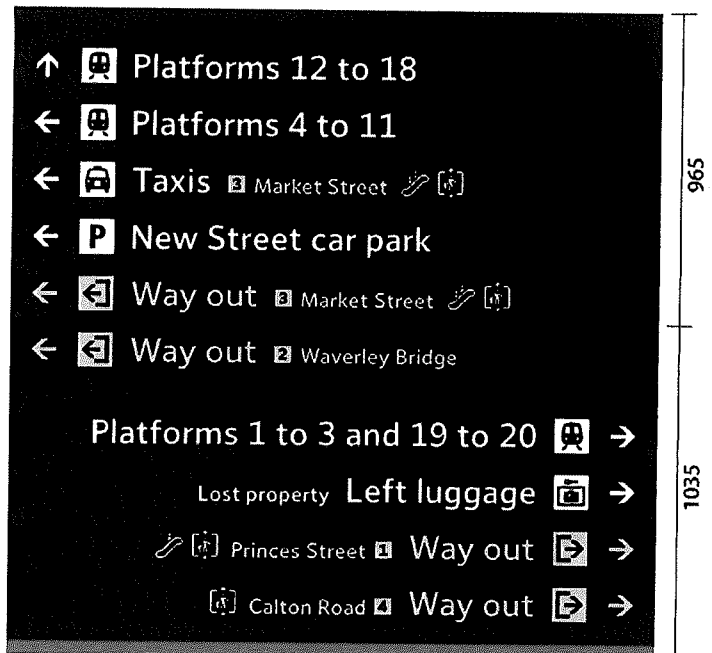 Platforms 12 to 18
Platforms 4 to 11
Taxis 3 Market Street
P New Street car park
Way out 3 Market Street
Way out 2 Waverley Bridge
Platforms 1 to 3 and 19 to 20
Lost property Left luggage
Princes Street 1 Way out
Calton Road 4 Way out
965
1035